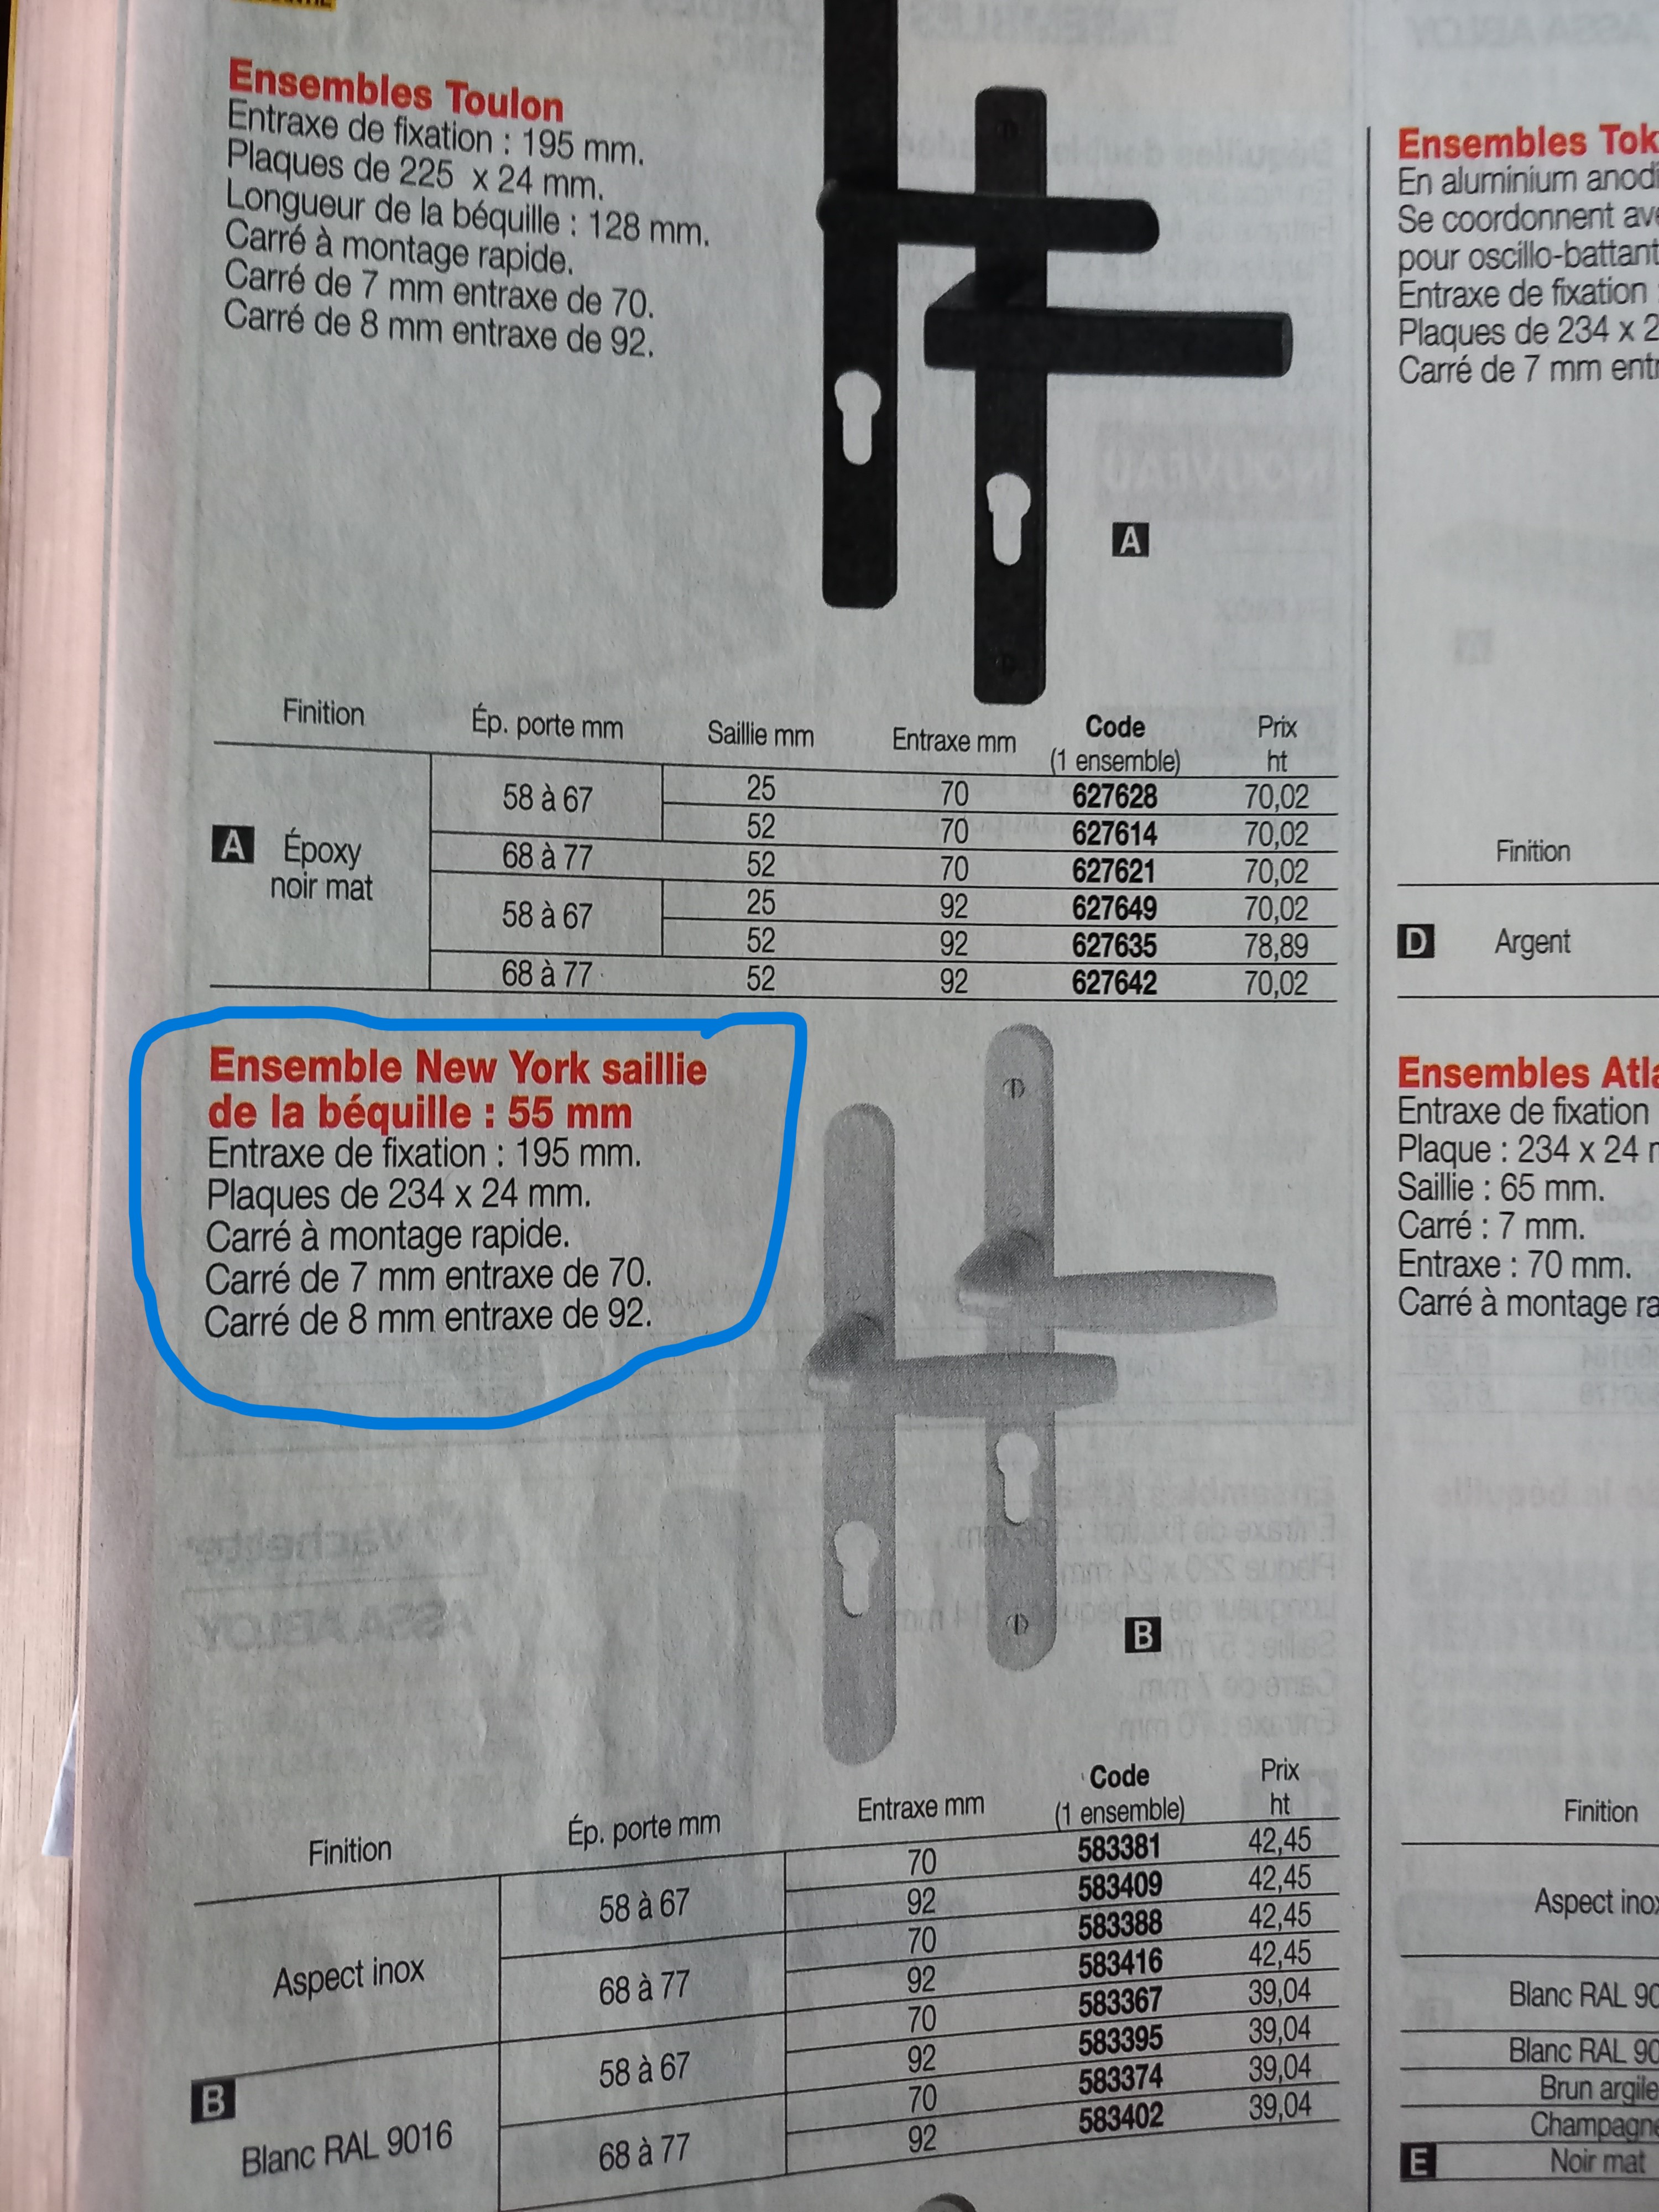 Ensembles Toulon
Entraxe de fixation : 195 mm.
Plaques de 225 x 24 mm.
Longueur de la béquille : 128 mm.
Carré à montage rapide.
Carré de 7 mm entraxe de 70.
Carré de 8 mm entraxe de 92.
A
Finition Ép. porte mm Saillie mm Entraxe mm Code (1 ensemble) Prix ht
A Époxy noir mat
58 à 67 25 70 627628 70,02
52 70 627614 70,02
68 à 77 52 70 627621 70,02
58 à 67 25 92 627649 70,02
52 92 627635 78,89
68 à 77 52 92 627642 70,02
Ensemble New York saillie
de la béquille : 55 mm
Entraxe de fixation : 195 mm.
Plaques de 234 x 24 mm.
Carré à montage rapide.
Carré de 7 mm entraxe de 70.
Carré de 8 mm entraxe de 92.
B
Finition Ép. porte mm Entraxe mm Code (1 ensemble) Prix ht
Aspect inox
58 à 67 70 583381 42,45
92 583409 42,45
68 à 77 70 583388 42,45
92 583416 42,45
B Blanc RAL 9016
58 à 67 70 583367 39,04
92 583395 39,04
68 à 77 70 583374 39,04
92 583402 39,04
Ensembles
En aluminium
Se coordonnent
pour oscillo-battant
Entraxe de fixation
Plaques de 234 x
Carré de 7 mm
Finition
D Argent
Ensembles
Entraxe de fixation
Plaque : 234 x 24
Saillie : 65 mm.
Carré : 7 mm.
Entraxe : 70 mm.
Carré à montage
Finition
Aspect
Blanc RAL
Blanc RAL
Brun argile
Champagne
E Noir mat